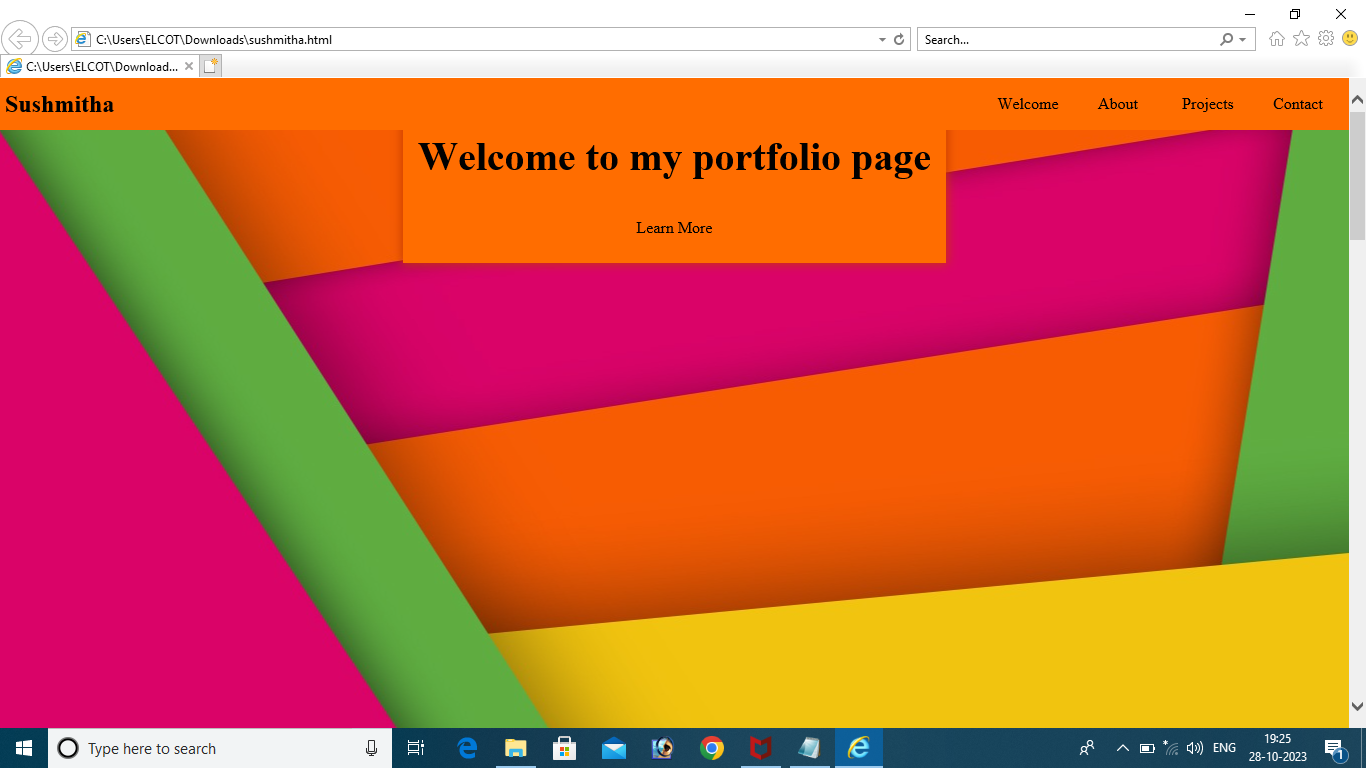 C:\Users\ELCOT\Downloads\sushmitha.html
Search...
C:\Users\ELCOT\Download...
Sushmitha
Welcome About Projects Contact
Welcome to my portfolio page
Learn More
Type here to search
ENG
19:25
28-10-2023
1